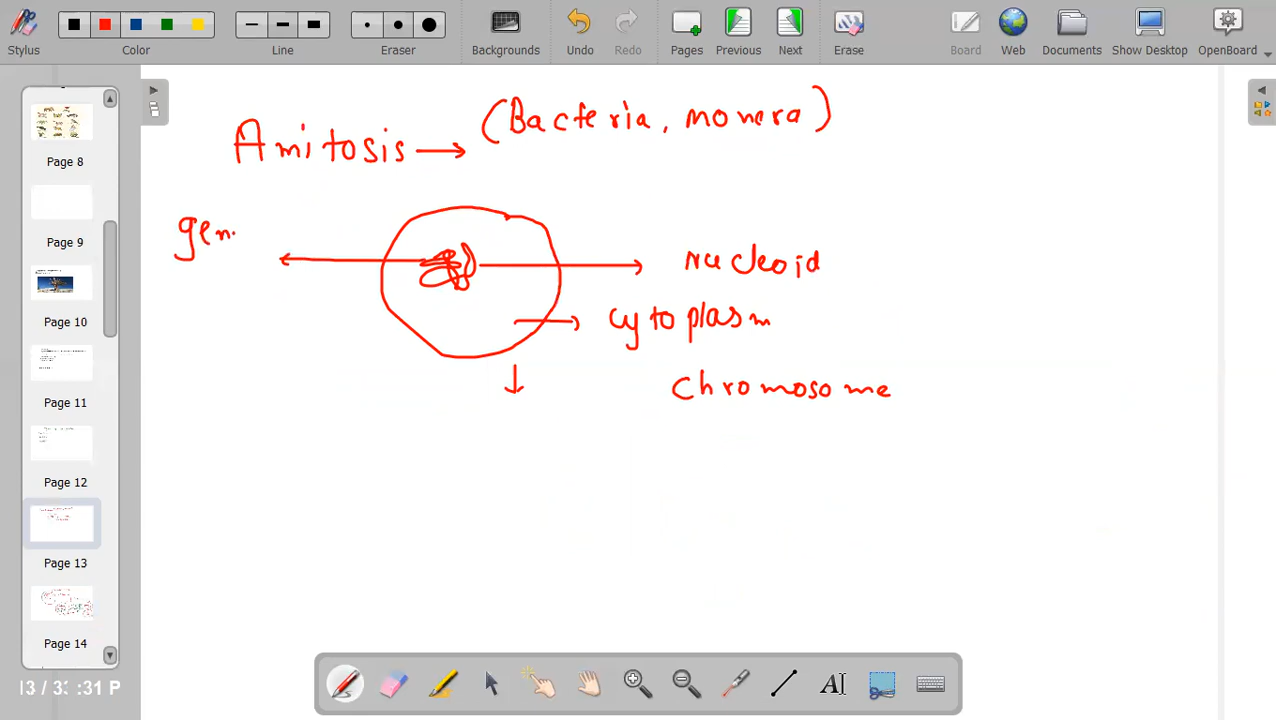 Stylus
Color
Line
Eraser
Backgrounds
Undo
Redo
Pages
Previous
Next
Erase
Board
Web
Documents
Show Desktop
OpenBoard
Page 8
Page 9
Page 10
Page 11
Page 12
Page 13
Page 14
Amitosis → (Bacteria, monera)
gen.
nucleoid
cytoplasm
chromosome